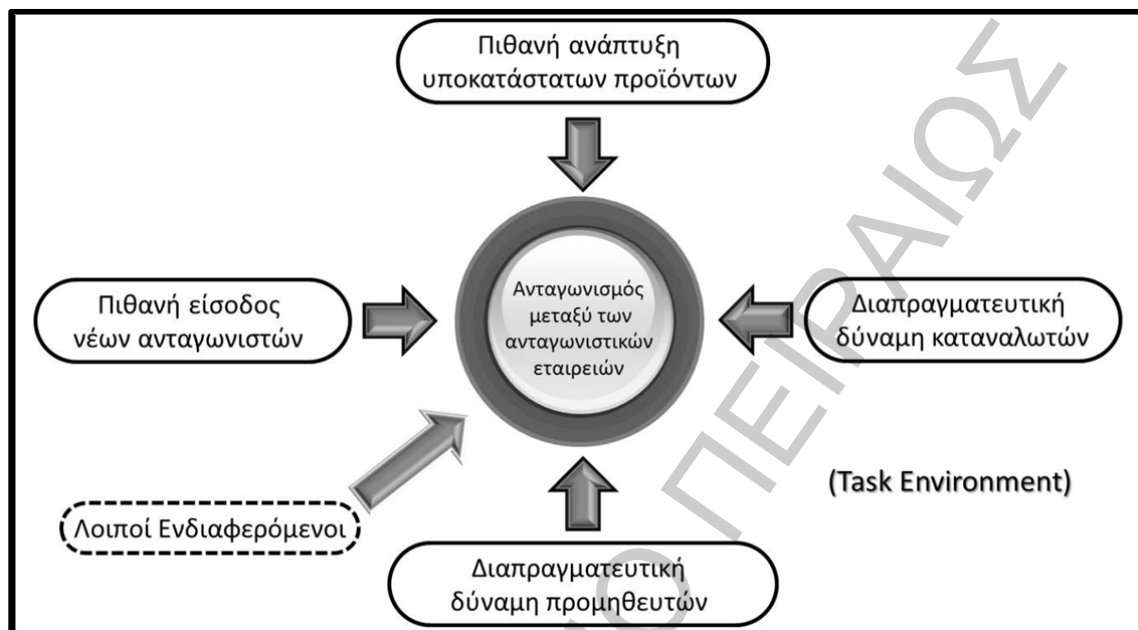 Πιθανή ανάπτυξη
υποκατάστατων προϊόντων
Πιθανή είσοδος
νέων ανταγωνιστών
Ανταγωνισμός
μεταξύ των
ανταγωνιστικών
εταιρειών
Διαπραγματευτική
δύναμη καταναλωτών
Λοιποί Ενδιαφερόμενοι
(Task Environment)
Διαπραγματευτική
δύναμη προμηθευτών
ΠΕΙΡΑΙΩΣ